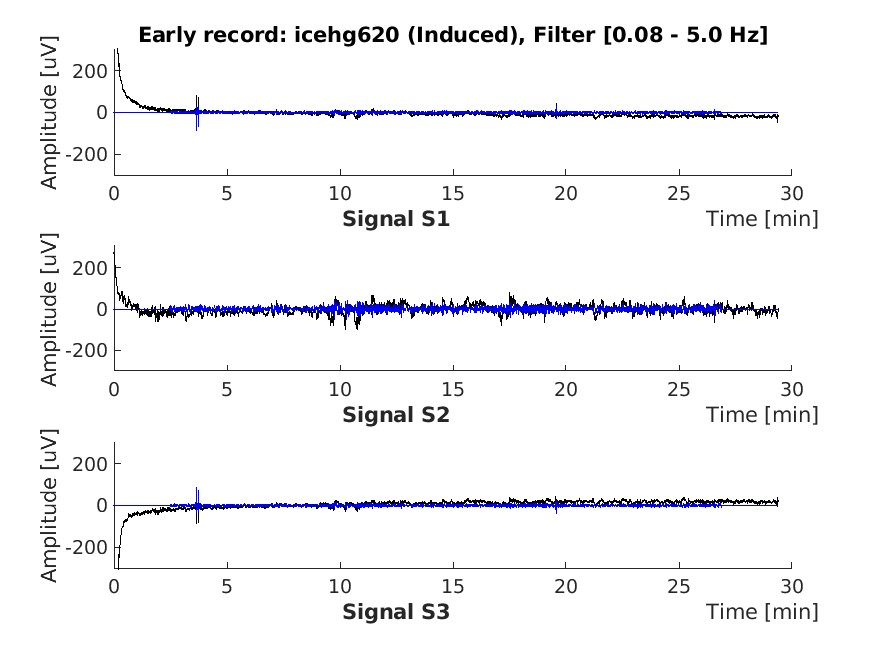 Early record: icehg620 (Induced), Filter [0.08 - 5.0 Hz]
Amplitude [uV]
200
0
-200
0 5 10 15 20 25 30
Signal S1 Time [min]
Amplitude [uV]
200
0
-200
0 5 10 15 20 25 30
Signal S2 Time [min]
Amplitude [uV]
200
0
-200
0 5 10 15 20 25 30
Signal S3 Time [min]